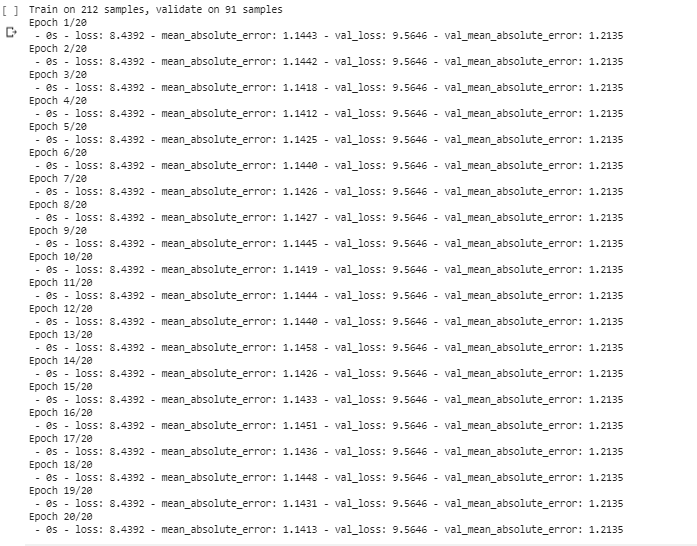 [ ] Train on 212 samples, validate on 91 samples
Epoch 1/20
- 0s - loss: 8.4392 - mean_absolute_error: 1.1443 - val_loss: 9.5646 - val_mean_absolute_error: 1.2135
Epoch 2/20
- 0s - loss: 8.4392 - mean_absolute_error: 1.1442 - val_loss: 9.5646 - val_mean_absolute_error: 1.2135
Epoch 3/20
- 0s - loss: 8.4392 - mean_absolute_error: 1.1418 - val_loss: 9.5646 - val_mean_absolute_error: 1.2135
Epoch 4/20
- 0s - loss: 8.4392 - mean_absolute_error: 1.1412 - val_loss: 9.5646 - val_mean_absolute_error: 1.2135
Epoch 5/20
- 0s - loss: 8.4392 - mean_absolute_error: 1.1425 - val_loss: 9.5646 - val_mean_absolute_error: 1.2135
Epoch 6/20
- 0s - loss: 8.4392 - mean_absolute_error: 1.1440 - val_loss: 9.5646 - val_mean_absolute_error: 1.2135
Epoch 7/20
- 0s - loss: 8.4392 - mean_absolute_error: 1.1426 - val_loss: 9.5646 - val_mean_absolute_error: 1.2135
Epoch 8/20
- 0s - loss: 8.4392 - mean_absolute_error: 1.1427 - val_loss: 9.5646 - val_mean_absolute_error: 1.2135
Epoch 9/20
- 0s - loss: 8.4392 - mean_absolute_error: 1.1445 - val_loss: 9.5646 - val_mean_absolute_error: 1.2135
Epoch 10/20
- 0s - loss: 8.4392 - mean_absolute_error: 1.1419 - val_loss: 9.5646 - val_mean_absolute_error: 1.2135
Epoch 11/20
- 0s - loss: 8.4392 - mean_absolute_error: 1.1444 - val_loss: 9.5646 - val_mean_absolute_error: 1.2135
Epoch 12/20
- 0s - loss: 8.4392 - mean_absolute_error: 1.1440 - val_loss: 9.5646 - val_mean_absolute_error: 1.2135
Epoch 13/20
- 0s - loss: 8.4392 - mean_absolute_error: 1.1458 - val_loss: 9.5646 - val_mean_absolute_error: 1.2135
Epoch 14/20
- 0s - loss: 8.4392 - mean_absolute_error: 1.1426 - val_loss: 9.5646 - val_mean_absolute_error: 1.2135
Epoch 15/20
- 0s - loss: 8.4392 - mean_absolute_error: 1.1433 - val_loss: 9.5646 - val_mean_absolute_error: 1.2135
Epoch 16/20
- 0s - loss: 8.4392 - mean_absolute_error: 1.1451 - val_loss: 9.5646 - val_mean_absolute_error: 1.2135
Epoch 17/20
- 0s - loss: 8.4392 - mean_absolute_error: 1.1436 - val_loss: 9.5646 - val_mean_absolute_error: 1.2135
Epoch 18/20
- 0s - loss: 8.4392 - mean_absolute_error: 1.1448 - val_loss: 9.5646 - val_mean_absolute_error: 1.2135
Epoch 19/20
- 0s - loss: 8.4392 - mean_absolute_error: 1.1431 - val_loss: 9.5646 - val_mean_absolute_error: 1.2135
Epoch 20/20
- 0s - loss: 8.4392 - mean_absolute_error: 1.1413 - val_loss: 9.5646 - val_mean_absolute_error: 1.2135